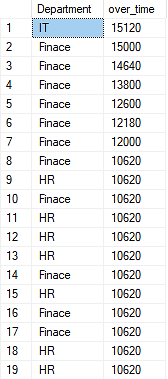 Department over_time
1 IT 15120
2 Finace 15000
3 Finace 14640
4 Finace 13800
5 Finace 12600
6 Finace 12180
7 Finace 12000
8 Finace 10620
9 HR 10620
10 Finace 10620
11 HR 10620
12 HR 10620
13 HR 10620
14 Finace 10620
15 HR 10620
16 Finace 10620
17 Finace 10620
18 HR 10620
19 HR 10620